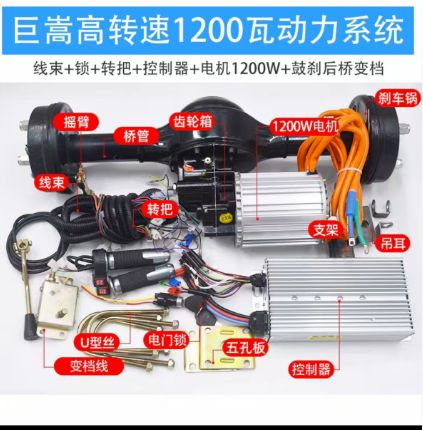 巨嵩高转速1200瓦动力系统
线束+锁+转把+控制器+电机1200W+鼓刹后桥变档
刹车锅
摇臂
齿轮箱
桥管
1200W电机
线束
转把
支架
吊耳
U型丝
电门锁
五孔板
变档线
控制器